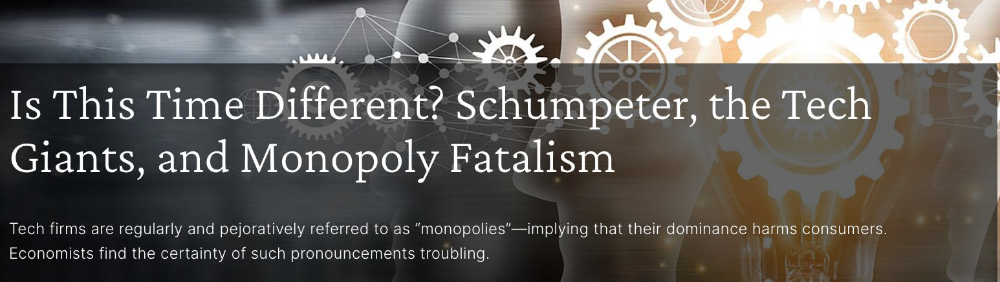 Is This Time Different? Schumpeter, the Tech
Giants, and Monopoly Fatalism
Tech firms are regularly and pejoratively referred to as “monopolies”—implying that their dominance harms consumers.
Economists find the certainty of such pronouncements troubling.